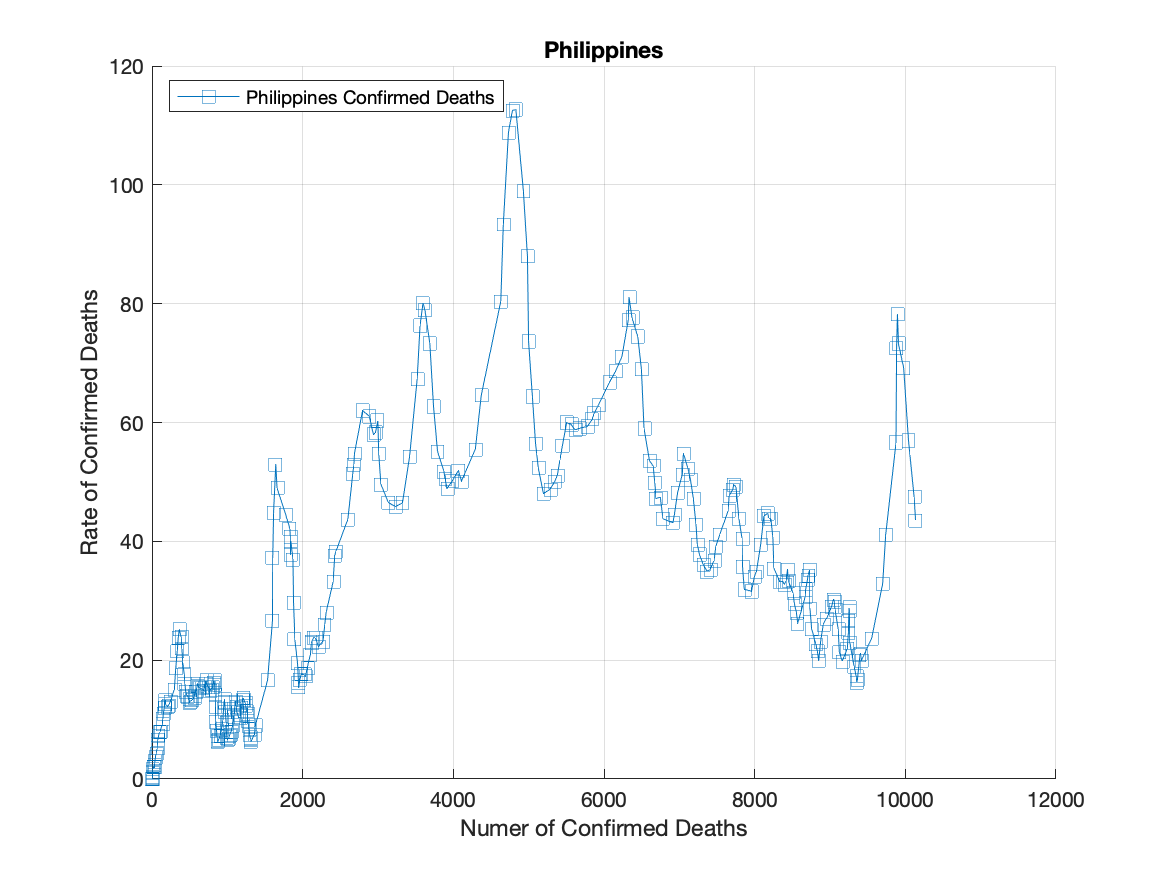 Philippines
Philippines Confirmed Deaths
120
100
80
60
40
20
0
Rate of Confirmed Deaths
0 2000 4000 6000 8000 10000 12000
Numer of Confirmed Deaths